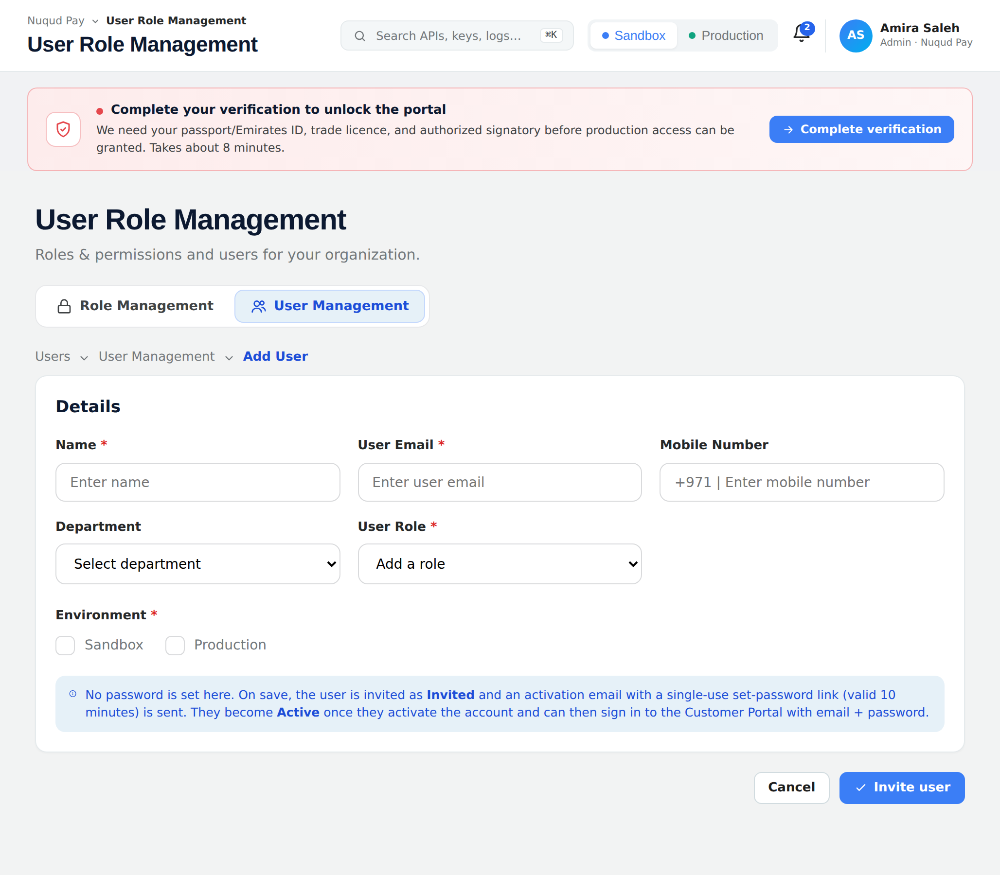 Nuqud Pay User Role Management
User Role Management
Search APIs, keys, logs... ⌘K
Sandbox Production
2
AS
Amira Saleh
Admin · Nuqud Pay
Complete your verification to unlock the portal
We need your passport/Emirates ID, trade licence, and authorized signatory before production access can be
granted. Takes about 8 minutes.
Complete verification
User Role Management
Roles & permissions and users for your organization.
Role Management User Management
Users User Management Add User
Details
Name * User Email * Mobile Number
Enter name Enter user email +971 | Enter mobile number
Department User Role *
Select department Add a role
Environment *
Sandbox Production
No password is set here. On save, the user is invited as Invited and an activation email with a single-use set-password link (valid 10
minutes) is sent. They become Active once they activate the account and can then sign in to the Customer Portal with email + password.
Cancel Invite user